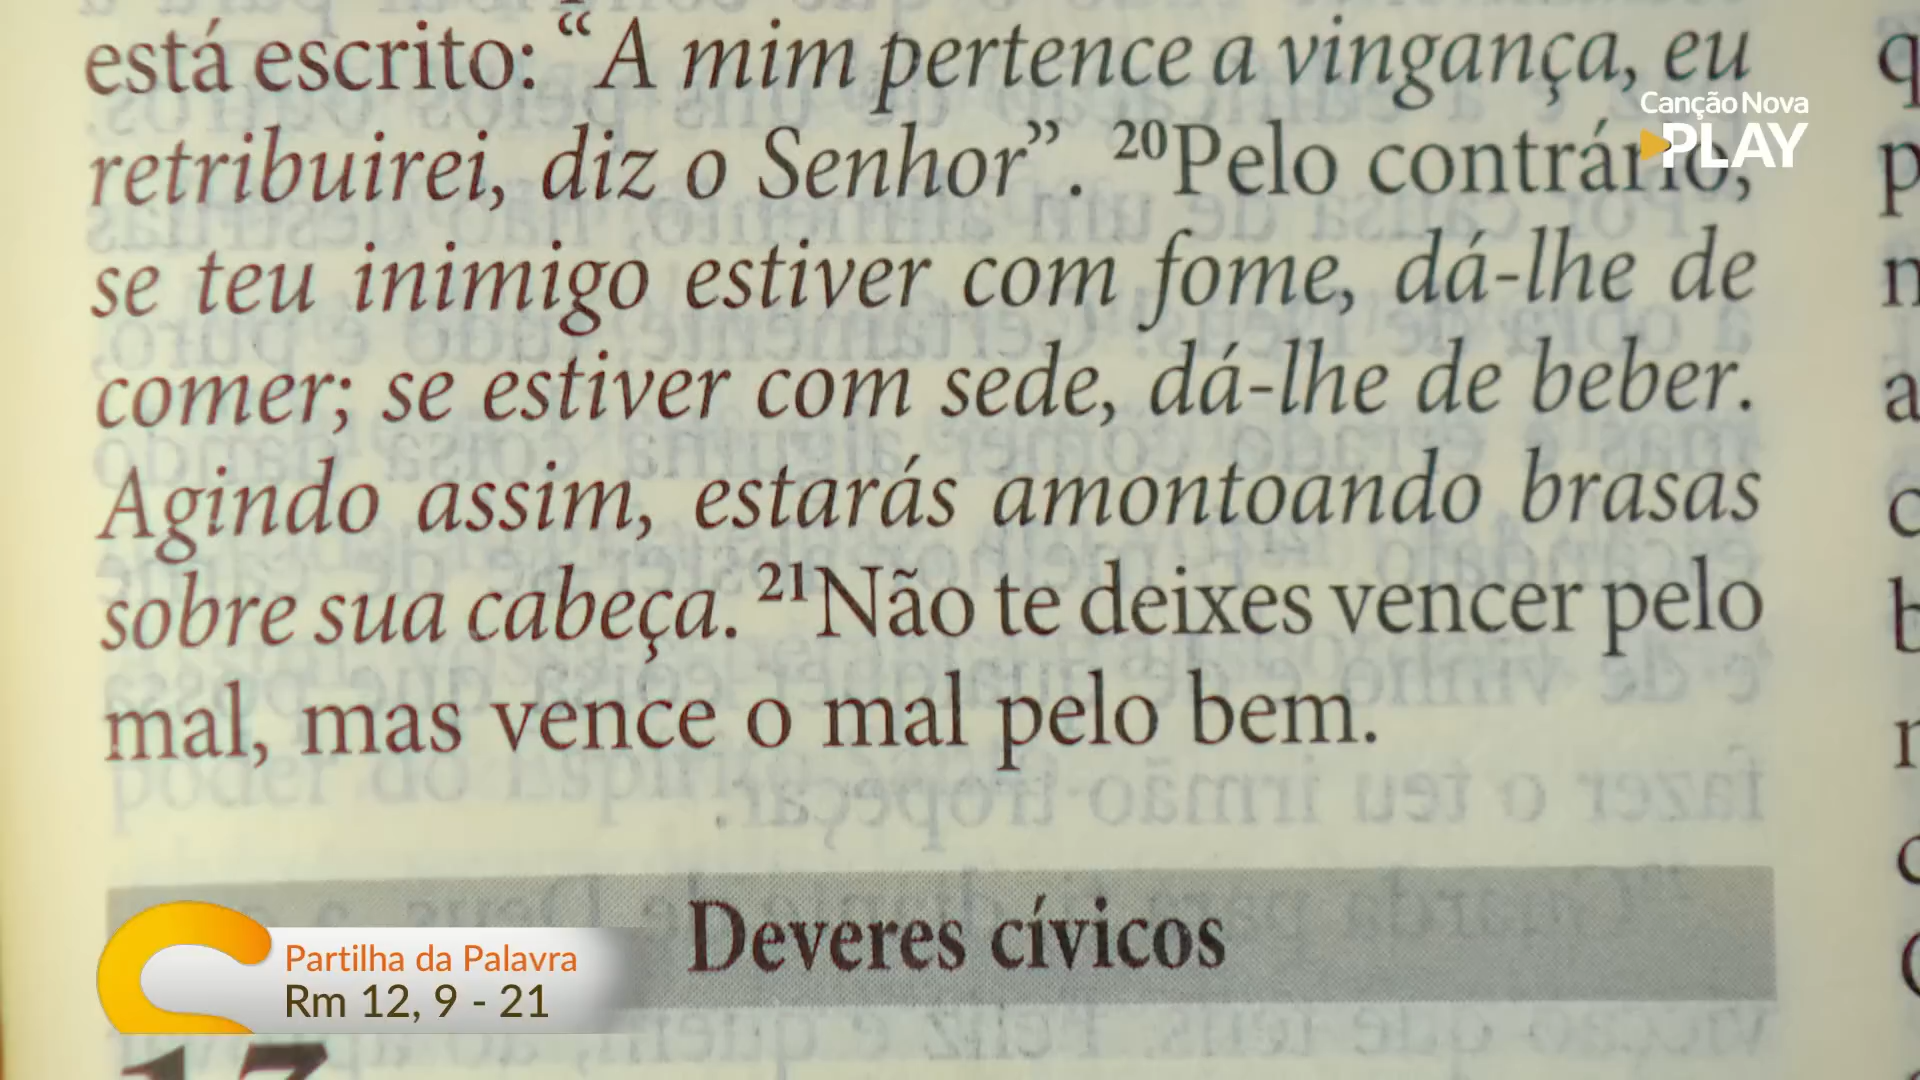 está escrito: “A mim pertence a vingança, eu
retribuirei, diz o Senhor”. ²⁰Pelo contrário,
se teu inimigo estiver com fome, dá-lhe de
comer; se estiver com sede, dá-lhe de beber.
Agindo assim, estarás amontoando brasas
sobre sua cabeça. ²¹Não te deixes vencer pelo
mal, mas vence o mal pelo bem.
Deveres cívicos
Canção Nova
PLAY
Partilha da Palavra
Rm 12, 9 - 21